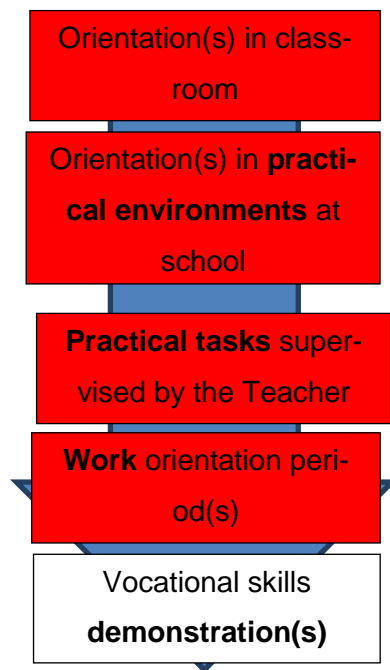 Orientation(s) in class-
room
Orientation(s) in practi-
cal environments at
school
Practical tasks super-
vised by the Teacher
Work orientation peri-
od(s)
Vocational skills
demonstration(s)